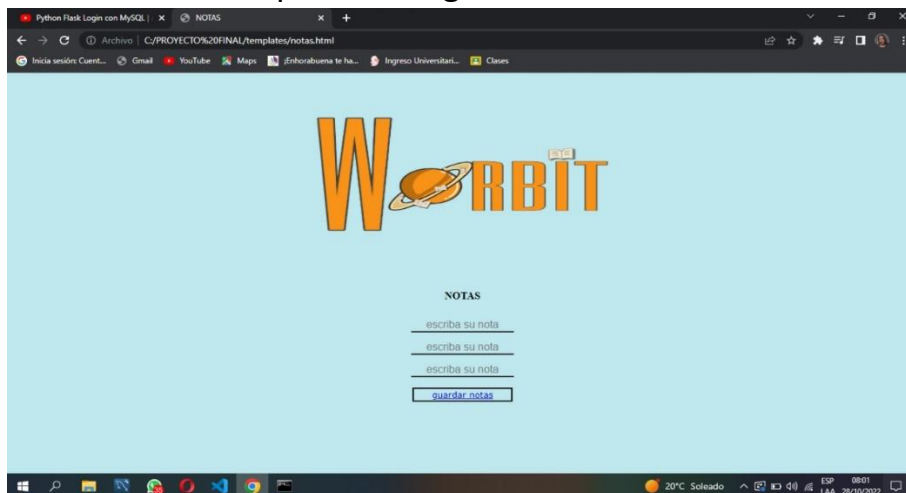 Python Flask Login con MySQL |
NOTAS
Archivo | C:/PROYECTO%20FINAL/templates/notas.html
Inicia sesión: Cuent...
Gmail
YouTube
Maps
¡Enhorabuena te ha...
Ingreso Universitari...
Clases
WORBIT
NOTAS
escriba su nota
escriba su nota
escriba su nota
guardar notas
35
20°C Soleado
ESP
LAA
08:01
28/10/2022